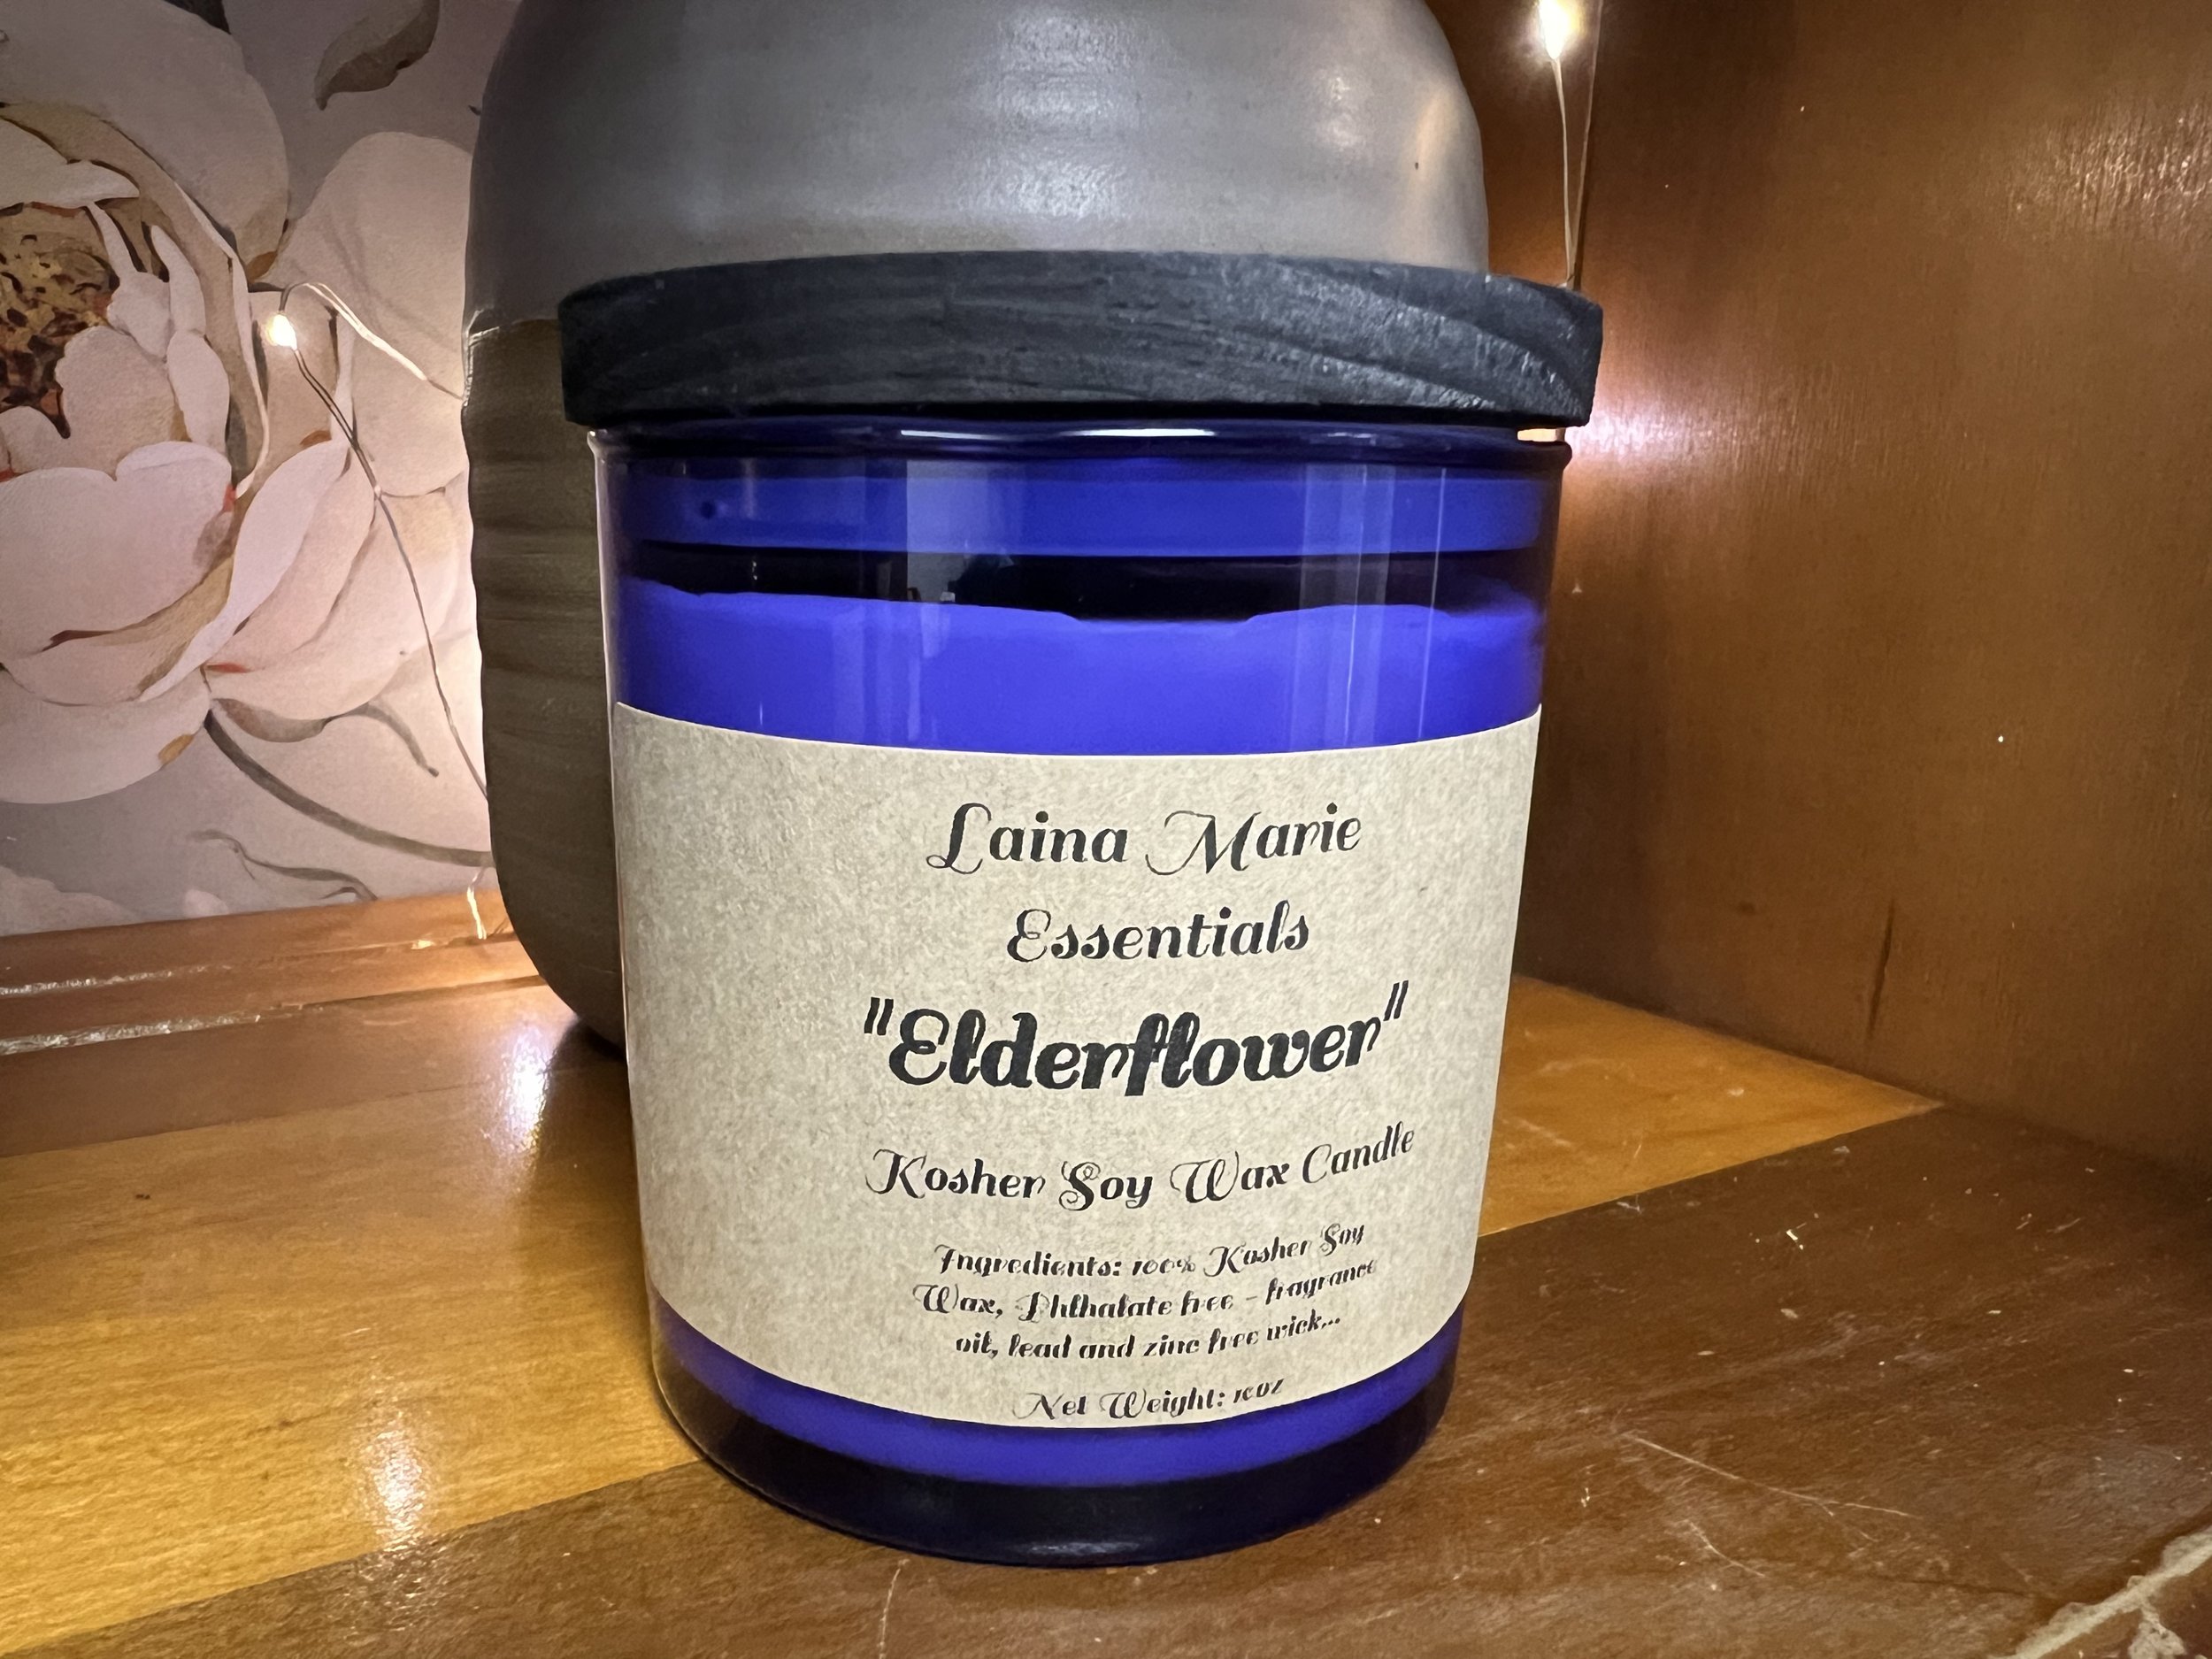 Laina Marie
Essentials
"Elderflower"
Kosher Soy Wax Candle
Ingredients: 100% Kosher Soy
Wax, Phthalate free - fragrance
oil, lead and zinc free wick...
Net Weight: 10oz